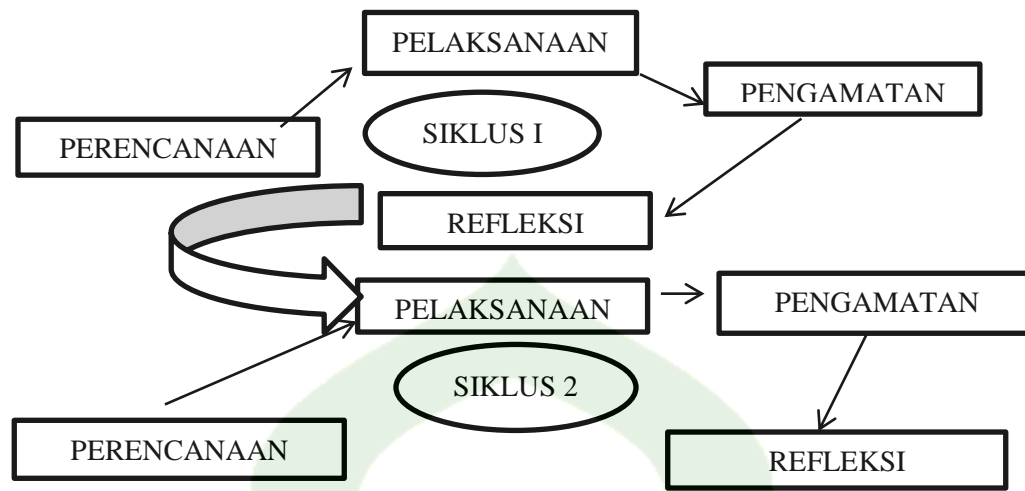 PELAKSANAAN
PENGAMATAN
PERENCANAAN
SIKLUS I
REFLEKSI
PELAKSANAAN
PENGAMATAN
SIKLUS 2
PERENCANAAN
REFLEKSI